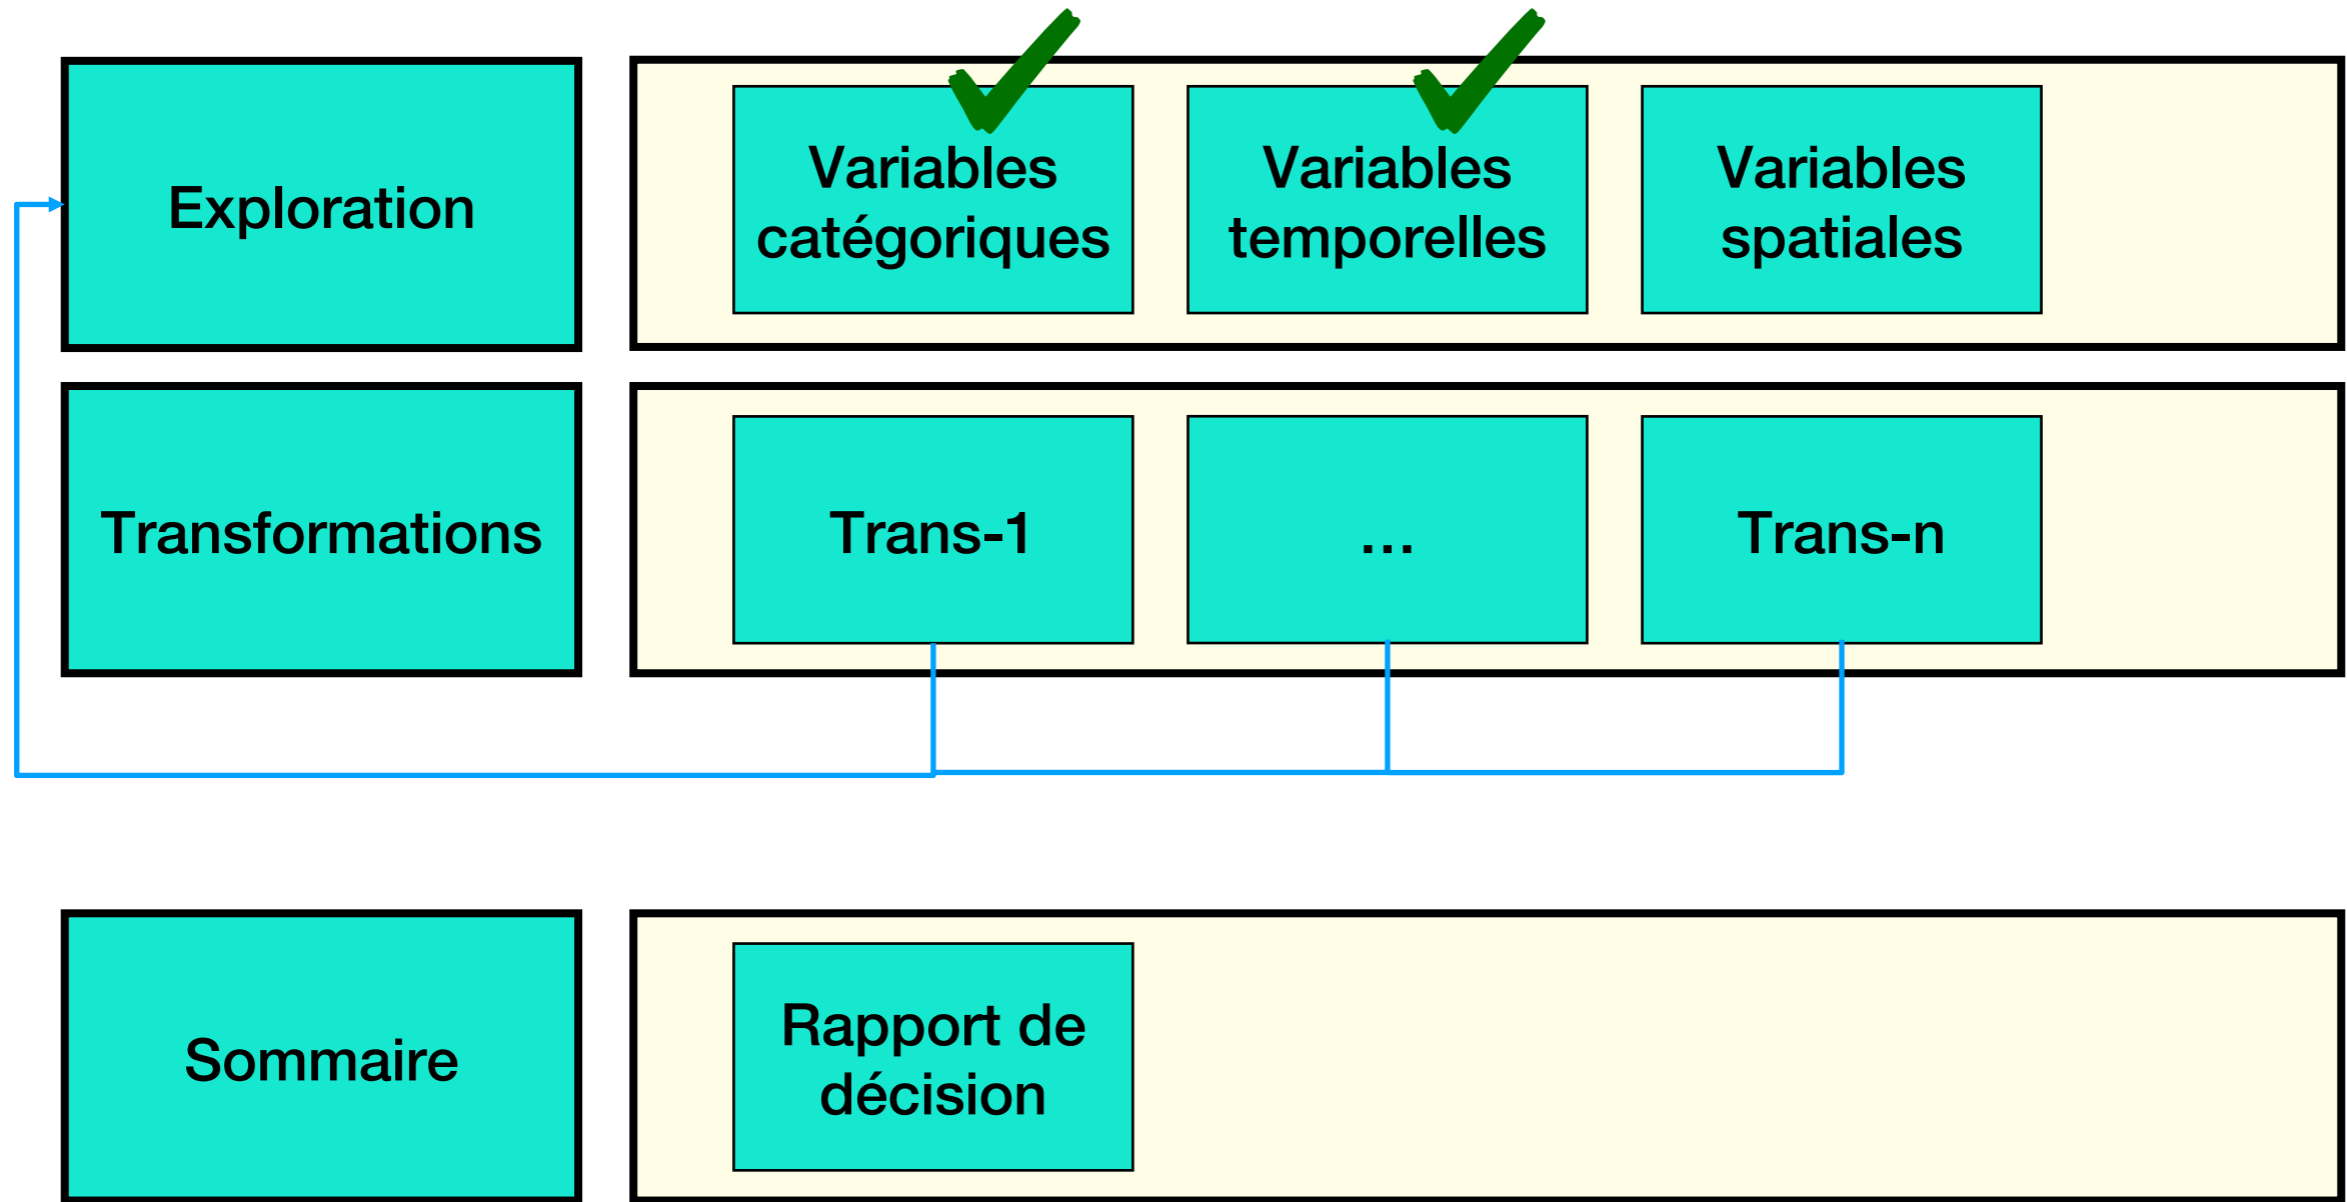 Exploration
Variables
catégoriques
Variables
temporelles
Variables
spatiales
Transformations
Trans-1
...
Trans-n
Sommaire
Rapport de
décision